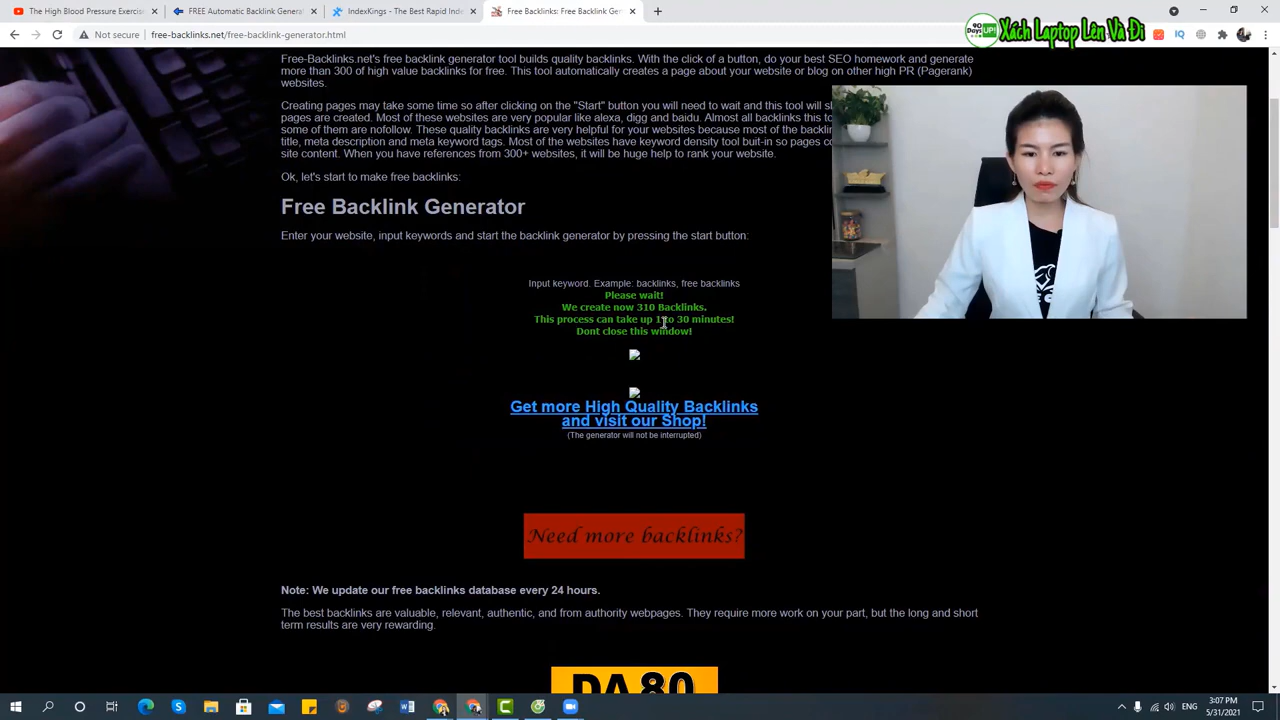 The High Blood Pressure Exercis
FREE Automatic Backlink Genera
IndexKings - The Best Rapid Inde
Free Backlinks Generator - Free B
Not secure | free-backlinks.net/free-backlink-generator.html
90
Days
UP!
Xách Laptop Lên Và Đi
Free-Backlinks.net's free backlink generator tool builds quality backlinks. With the click of a button, do your best SEO homework and generate
more than 300 of high value backlinks for free. This tool automatically creates a page about your website or blog on other high PR (Pagerank)
websites.
Creating pages may take some time so after clicking on the "Start" button you will need to wait and this tool will
pages are created. Most of these websites are very popular like alexa, digg and baidu. Almost all backlinks this
some of them are nofollow. These quality backlinks are very helpful for your websites because most of the
title, meta description and meta keyword tags. Most of the websites have keyword density tool buit-in so pages
site content. When you have references from 300+ websites, it will be huge help to rank your website.
Ok, let's start to make free backlinks:
Free Backlink Generator
Enter your website, input keywords and start the backlink generator by pressing the start button:
Input keyword. Example: backlinks, free backlinks
Please wait!
We create now 310 Backlinks.
This process can take up 1 to 30 minutes!
Dont close this window!
Get more High Quality Backlinks
and visit our Shop!
(The generator will not be interrupted)
Need more backlinks?
Note: We update our free backlinks database every 24 hours.
The best backlinks are valuable, relevant, authentic, and from authority webpages. They require more work on your part, but the long and short
term results are very rewarding.
DA 80
ENG
3:07 PM
5/31/2021